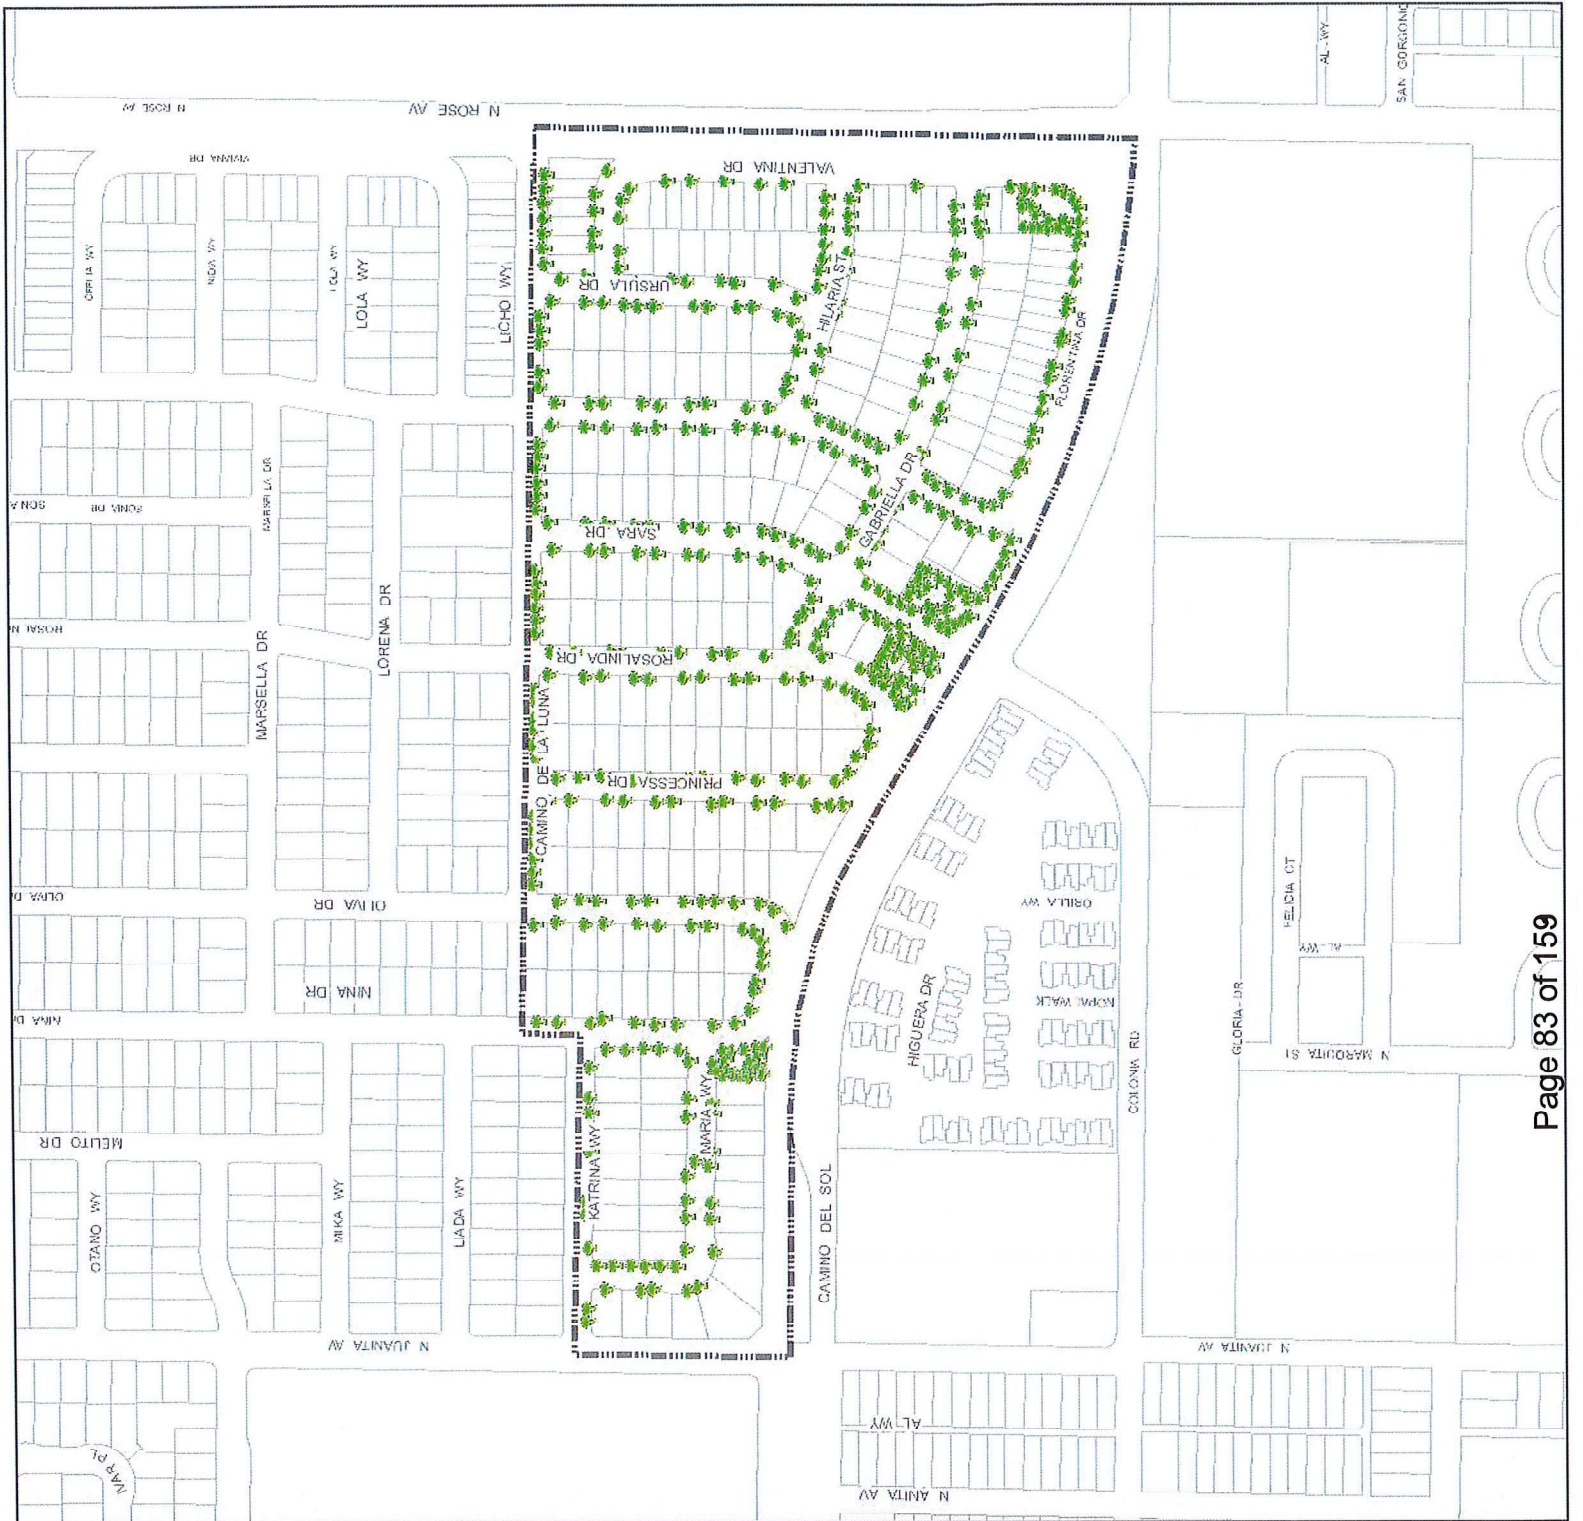 AL WY
SAN GORGONIO
N ROSE AV
N ROSE AV
VIVIANA DR
VALENTINA DR
OFELIA WY
NIDIA WY
LOLA WY
LOLA WY
LICHO WY
URSULA DR
HILARIA ST
FLORENTINA DR
MARSELLA DR
SONIA
SONIA DR
SARA DR
GABRIELLA DR
LORENA DR
MARSELLA DR
ROSALINDA DR
CAMINO DE LA LUNA
PRINCESSA DR
OLIVA DR
OLIVA DR
ORILLA WY
FELICIA CT
AL WY
NINA DR
NINA DR
HIGUERA DR
NOPAL WALK
GLORIA DR
N MARQUITA ST
COLONIA RD
MELITO DR
MARIA WY
KATRINA WY
OTANO WY
MIKA WY
LADA WY
CAMINO DEL SOL
N JUANITA AV
N JUANITA AV
AL WY
N ANITA AV
Page 83 of 159